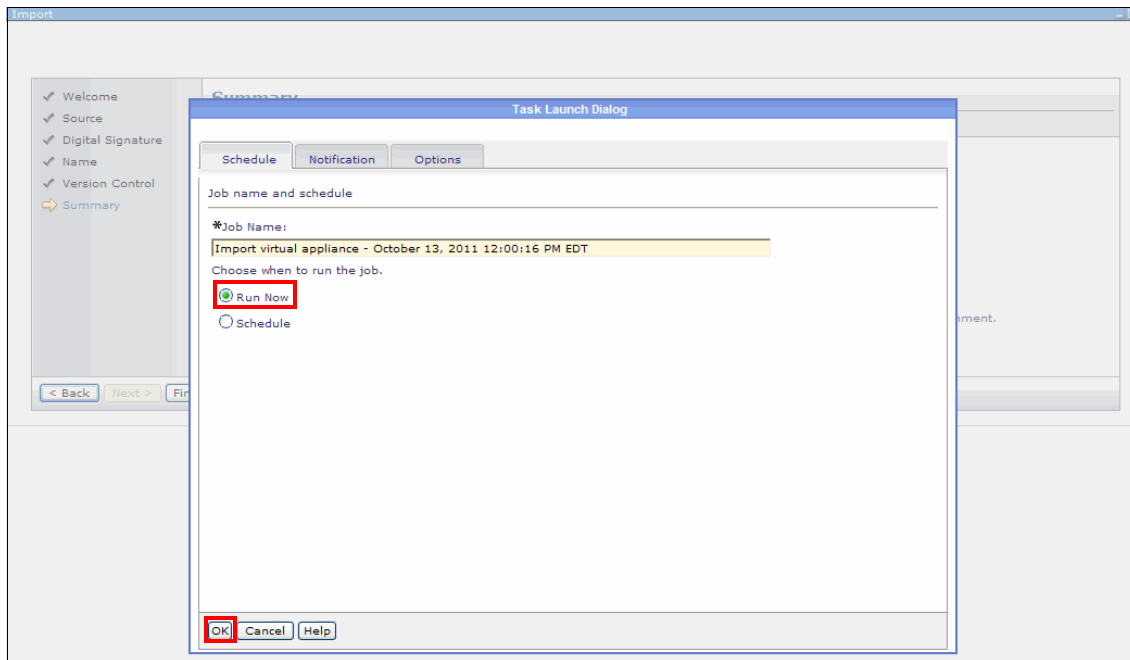 Import
Welcome
Source
Digital Signature
Name
Version Control
Summary
Summary
Task Launch Dialog
Schedule Notification Options
Job name and schedule
*Job Name:
Import virtual appliance - October 13, 2011 12:00:16 PM EDT
Choose when to run the job.
Run Now
Schedule
< Back Next >
OK Cancel Help